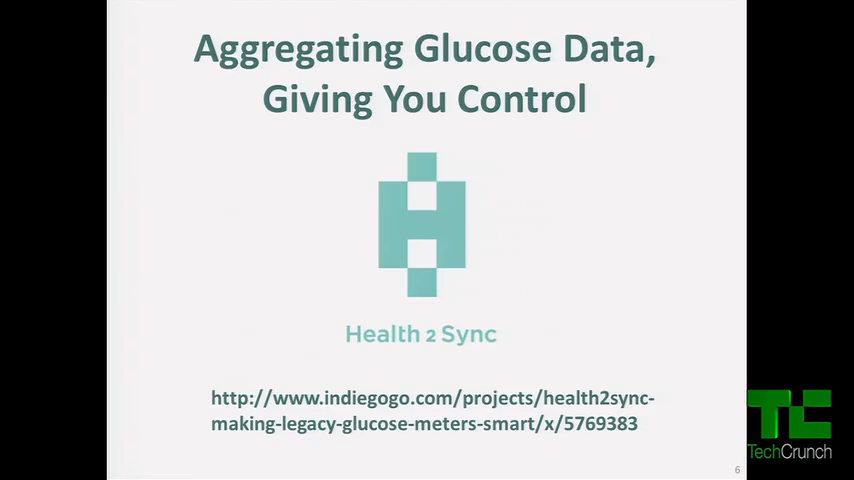 Aggregating Glucose Data,
Giving You Control
Health 2 Sync
http://www.indiegogo.com/projects/health2sync-
making-legacy-glucose-meters-smart/x/5769383
6
TC
TechCrunch